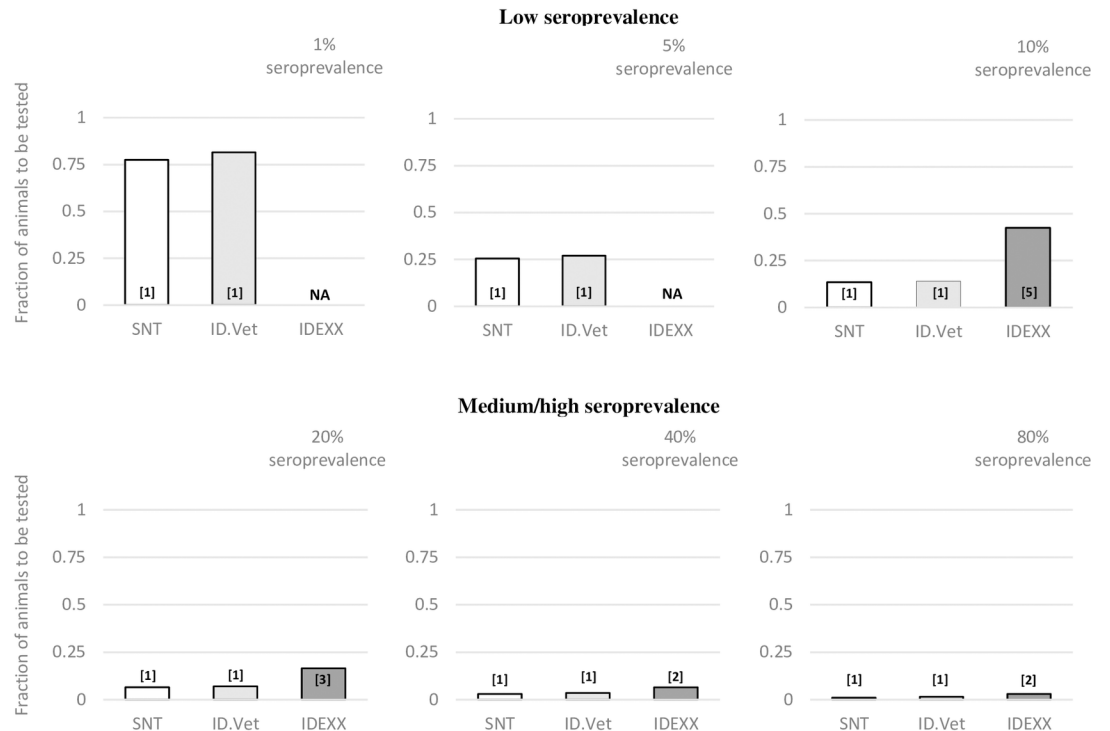 Low seroprevalence
1%
seroprevalence
5%
seroprevalence
10%
seroprevalence
Fraction of animals to be tested
1
0.75
0.5
0.25
0
[1]
[1]
NA
SNT
ID.Vet
IDEXX
1
0.75
0.5
0.25
0
[1]
[1]
NA
SNT
ID.Vet
IDEXX
1
0.75
0.5
0.25
0
[1]
[1]
[5]
SNT
ID.Vet
IDEXX
Medium/high seroprevalence
20%
seroprevalence
40%
seroprevalence
80%
seroprevalence
Fraction of animals to be tested
1
0.75
0.5
0.25
0
[1]
[1]
[3]
SNT
ID.Vet
IDEXX
1
0.75
0.5
0.25
0
[1]
[1]
[2]
SNT
ID.Vet
IDEXX
1
0.75
0.5
0.25
0
[1]
[1]
[2]
SNT
ID.Vet
IDEXX